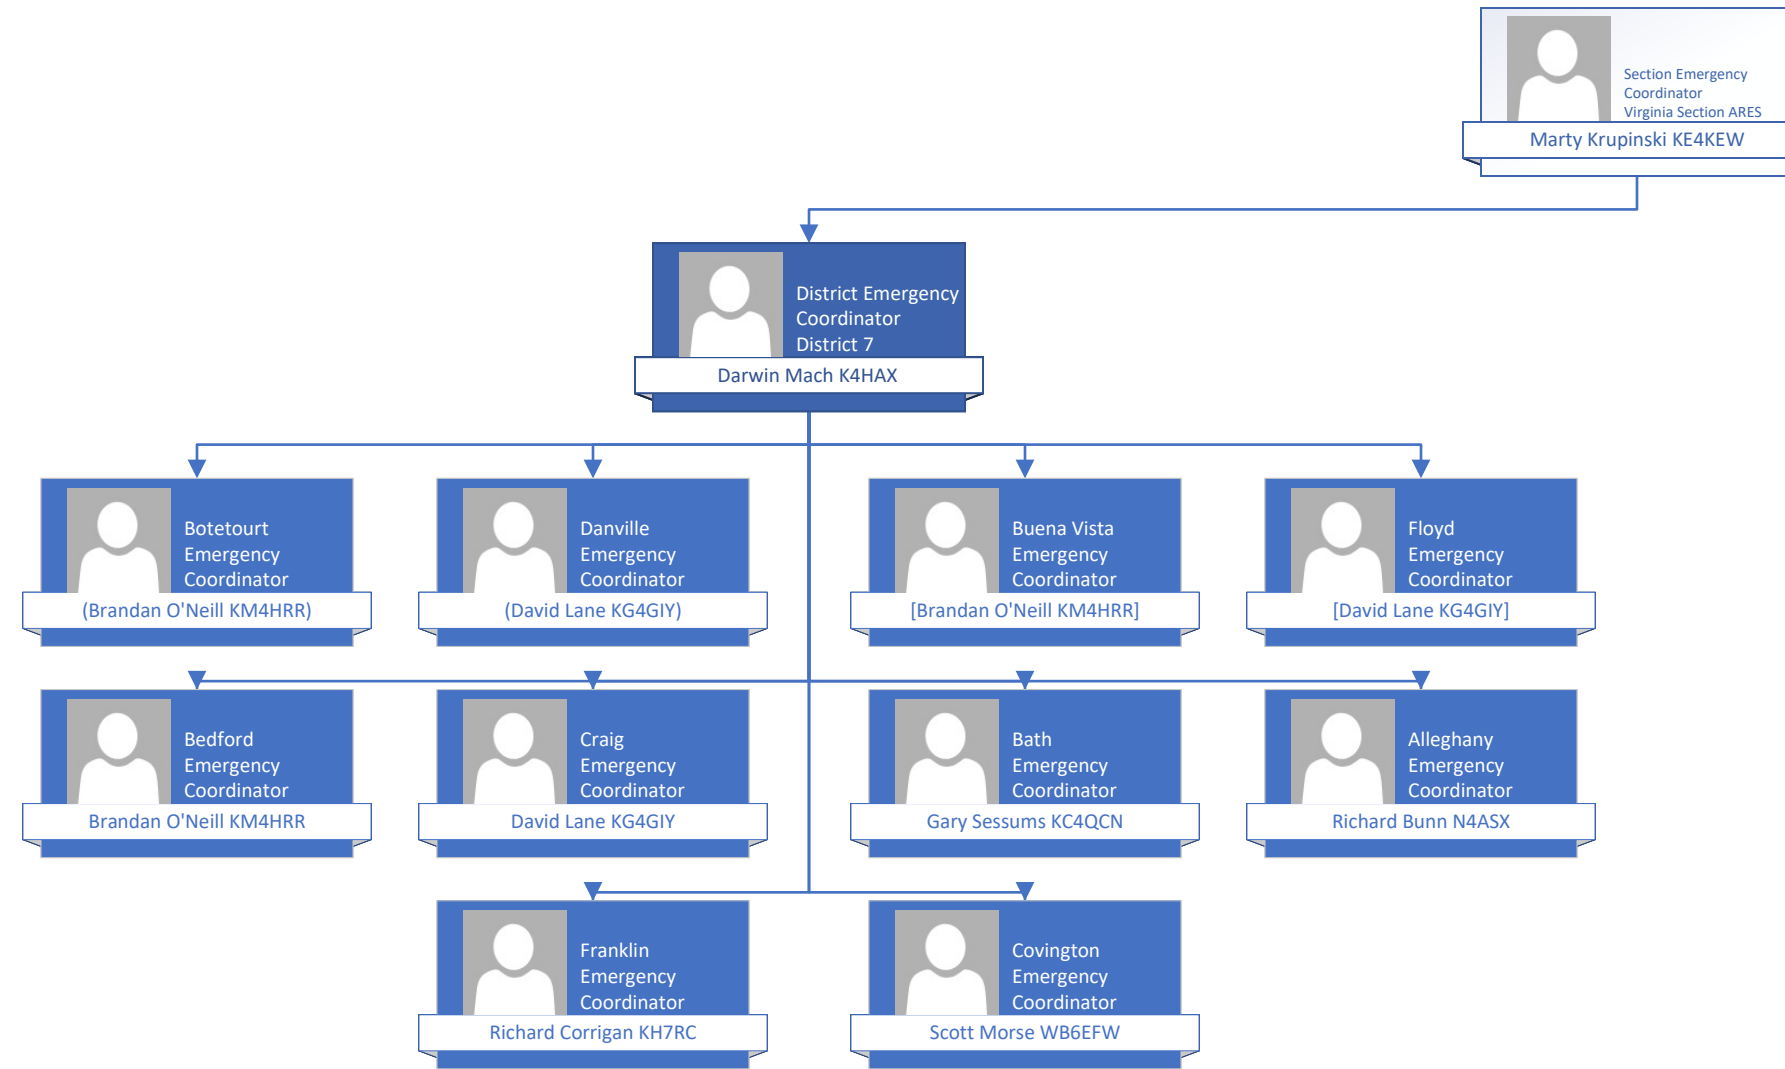 Section Emergency
Coordinator
Virginia Section ARES
Marty Krupinski KE4KEW
District Emergency
Coordinator
District 7
Darwin Mach K4HAX
Botetourt
Emergency
Coordinator
(Brandan O'Neill KM4HRR)
Danville
Emergency
Coordinator
(David Lane KG4GIY)
Buena Vista
Emergency
Coordinator
[Brandan O'Neill KM4HRR]
Floyd
Emergency
Coordinator
[David Lane KG4GIY]
Bedford
Emergency
Coordinator
Brandan O'Neill KM4HRR
Craig
Emergency
Coordinator
David Lane KG4GIY
Bath
Emergency
Coordinator
Gary Sessums KC4QCN
Alleghany
Emergency
Coordinator
Richard Bunn N4ASX
Franklin
Emergency
Coordinator
Richard Corrigan KH7RC
Covington
Emergency
Coordinator
Scott Morse WB6EFW